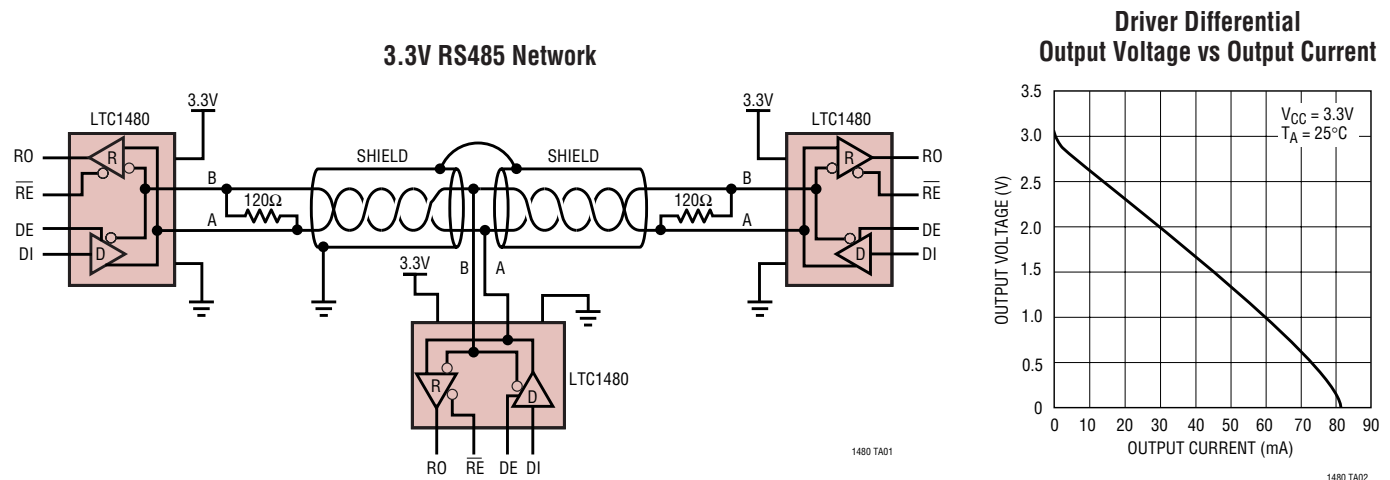 3.3V RS485 Network
3.3V
LTC1480
RO
R
RE
DE
DI
D
B
120Ω
A
SHIELD
SHIELD
B
120Ω
A
3.3V
LTC1480
R
RO
RE
DE
D
DI
3.3V
B
A
LTC1480
R
D
RO
RE
DE
DI
1480 TA01
Driver Differential
Output Voltage vs Output Current
VCC = 3.3V
TA = 25°C
OUTPUT VOLTAGE (V)
3.5
3.0
2.5
2.0
1.5
1.0
0.5
0
0 10 20 30 40 50 60 70 80 90
OUTPUT CURRENT (mA)
1480 TA02